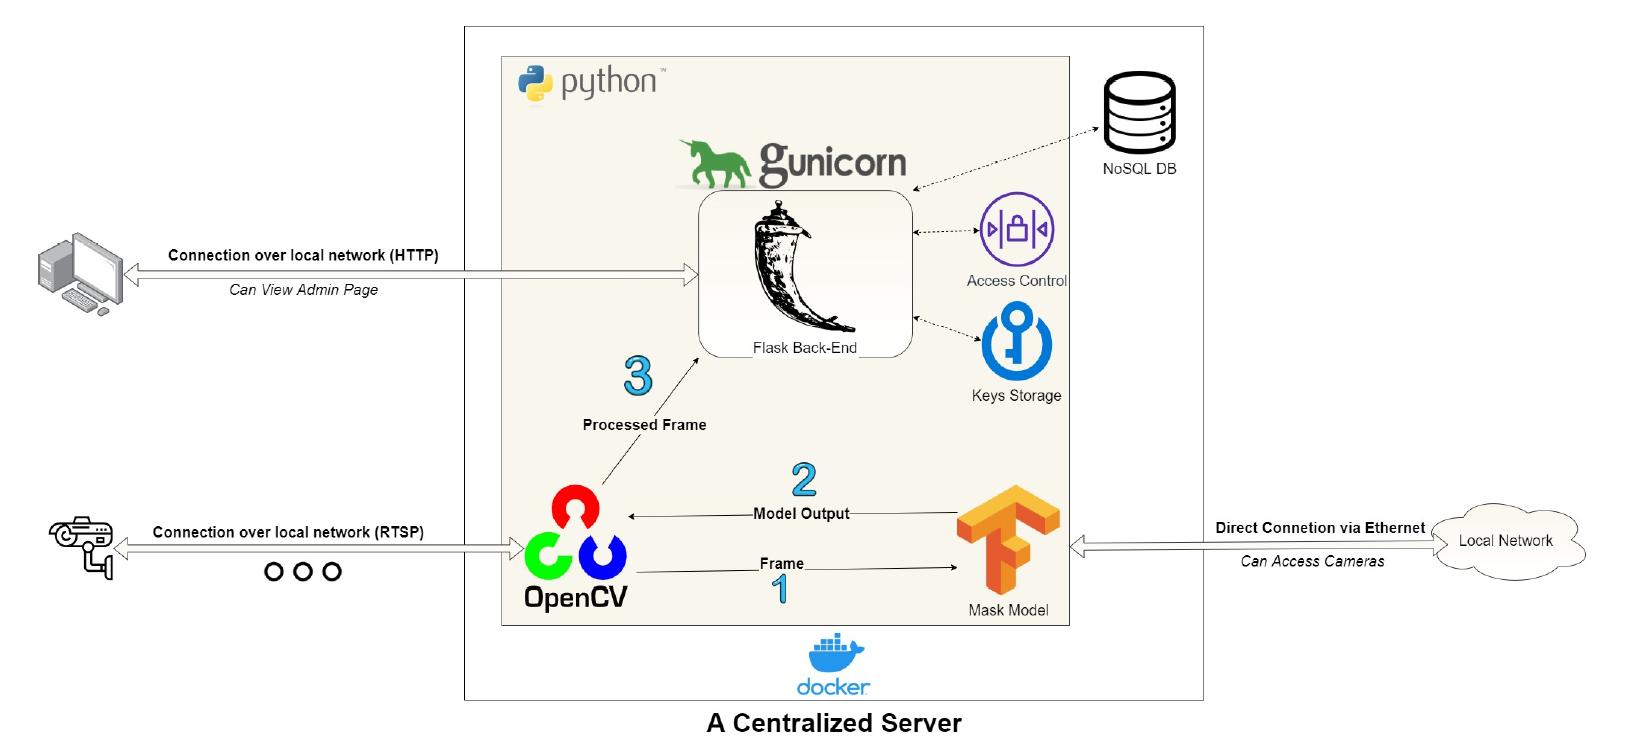 python™
gunicorn
NoSQL DB
Connection over local network (HTTP)
Can View Admin Page
Access Control
Flask Back-End
Keys Storage
3
Processed Frame
2
Model Output
Connection over local network (RTSP)
Frame
1
OpenCV
Mask Model
Direct Connetion via Ethernet
Can Access Cameras
Local Network
docker
A Centralized Server